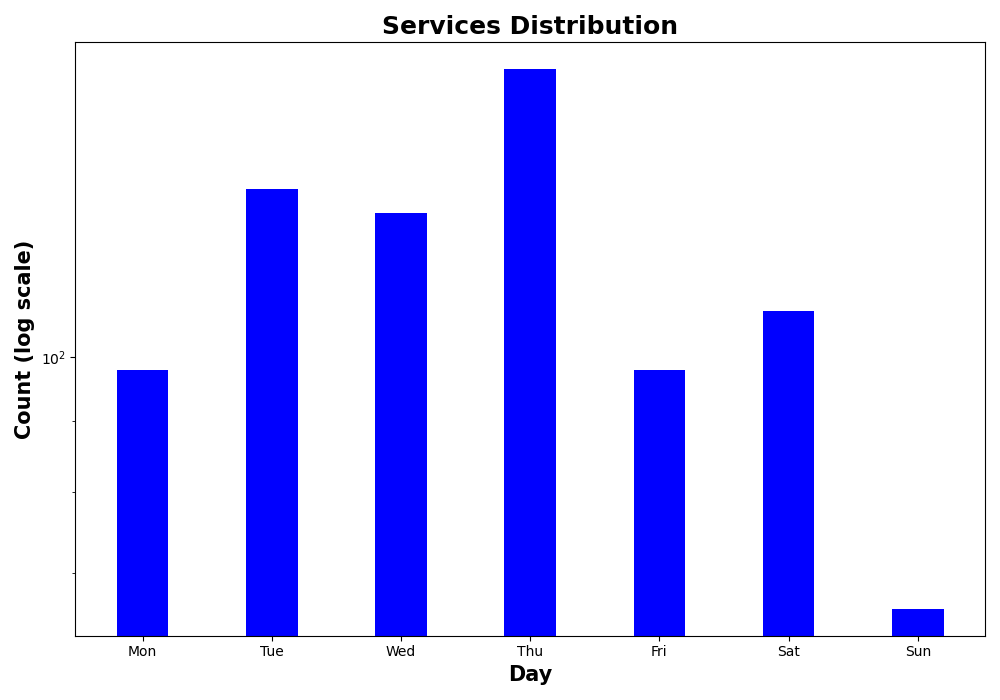 Services Distribution
Count (log scale)
10²
Mon Tue Wed Thu Fri Sat Sun
Day